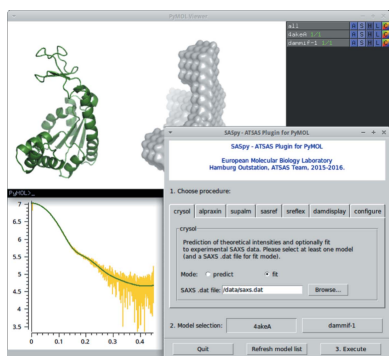 PyMOL Viewer
all
4akeA 1/1
dammif-1 1/1
A S H L C
A S H L C
A S H L C
SASpy - ATSAS Plugin for PyMOL
SASpy - ATSAS Plugin for PyMOL
European Molecular Biology Laboratory
Hamburg Outstation, ATSAS Team, 2015-2016.
1. Choose procedure:
crysol alpraxin supalm sasref sreflex damdisplay configure
crysol
Prediction of theoretical intensities and optionally fit
to experimental SAXS data. Please select at least one model
(and a SAXS .dat file for fit mode).
Mode: predict fit
SAXS .dat file: /data/saxs.dat Browse...
2. Model selection: 4akeA dammif-1
Quit Refresh model list 3. Execute
PyMOL>_
7
6.5
6
5.5
5
4.5
4
3.5
0 0.1 0.2 0.3 0.4